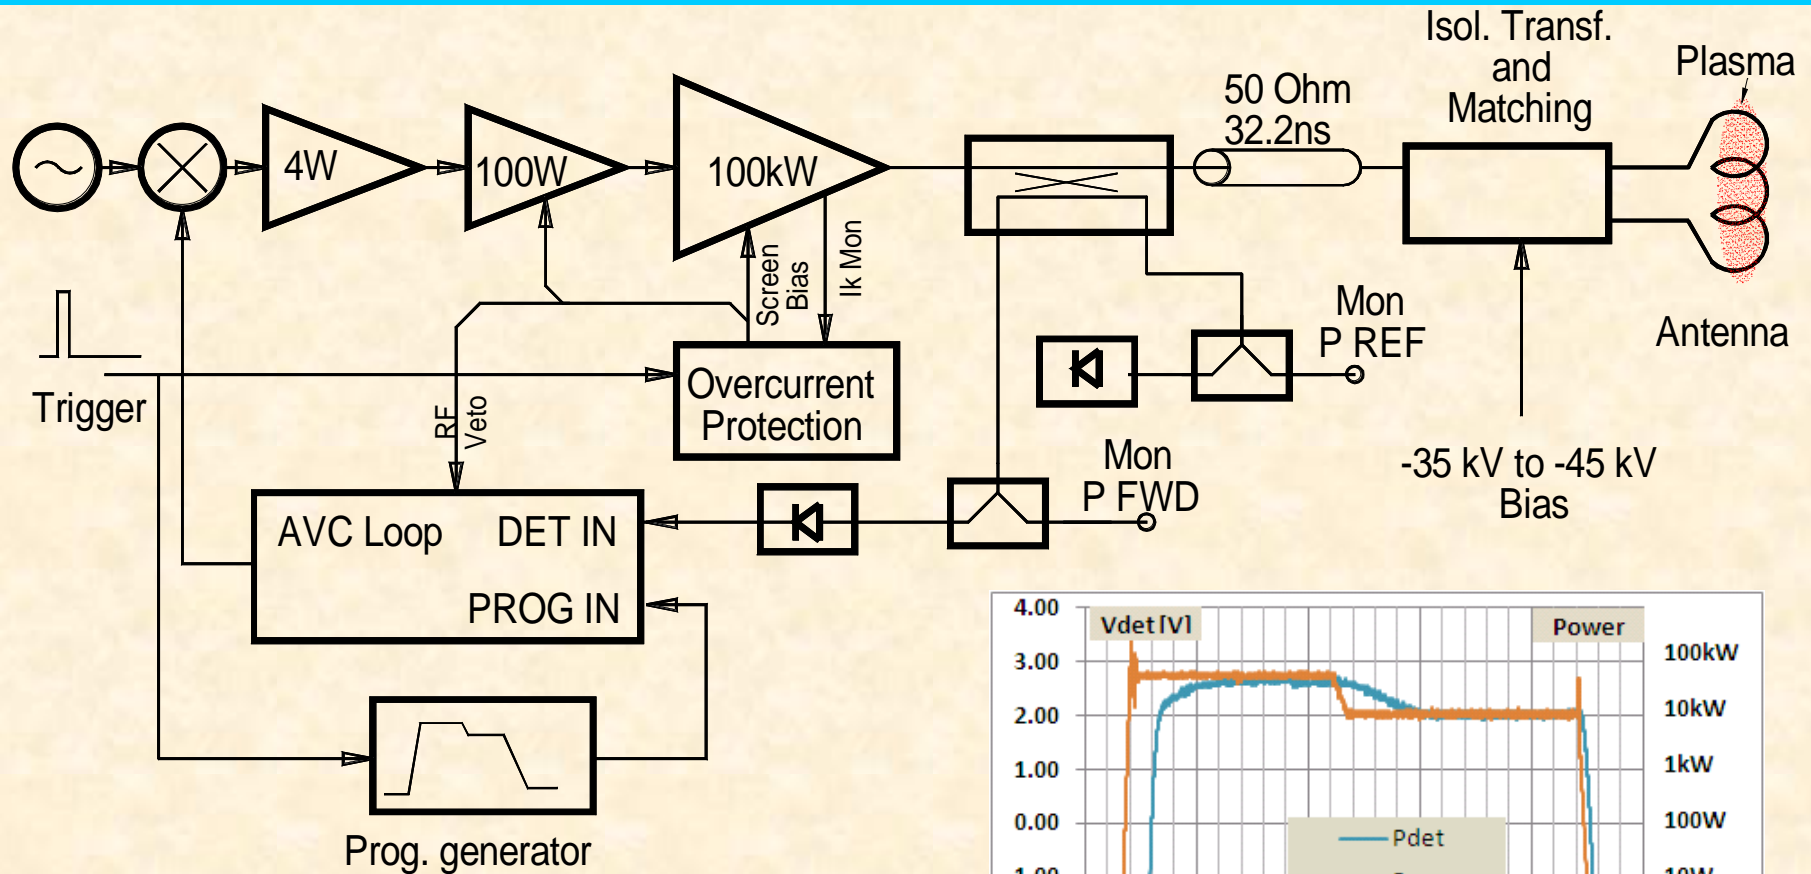 Isol. Transf.
and
Matching
Plasma
50 Ohm
32.2ns
4W
100W
100kW
Screen
Bias
Ik Mon
Mon
P REF
Antenna
Trigger
Overcurrent
Protection
RF
Veto
Mon
P FWD
-35 kV to -45 kV
Bias
AVC Loop
DET IN
PROG IN
Prog. generator
4.00
Vdet[V]
Power
3.00
100kW
2.00
10kW
1.00
1kW
0.00
100W
Pdet